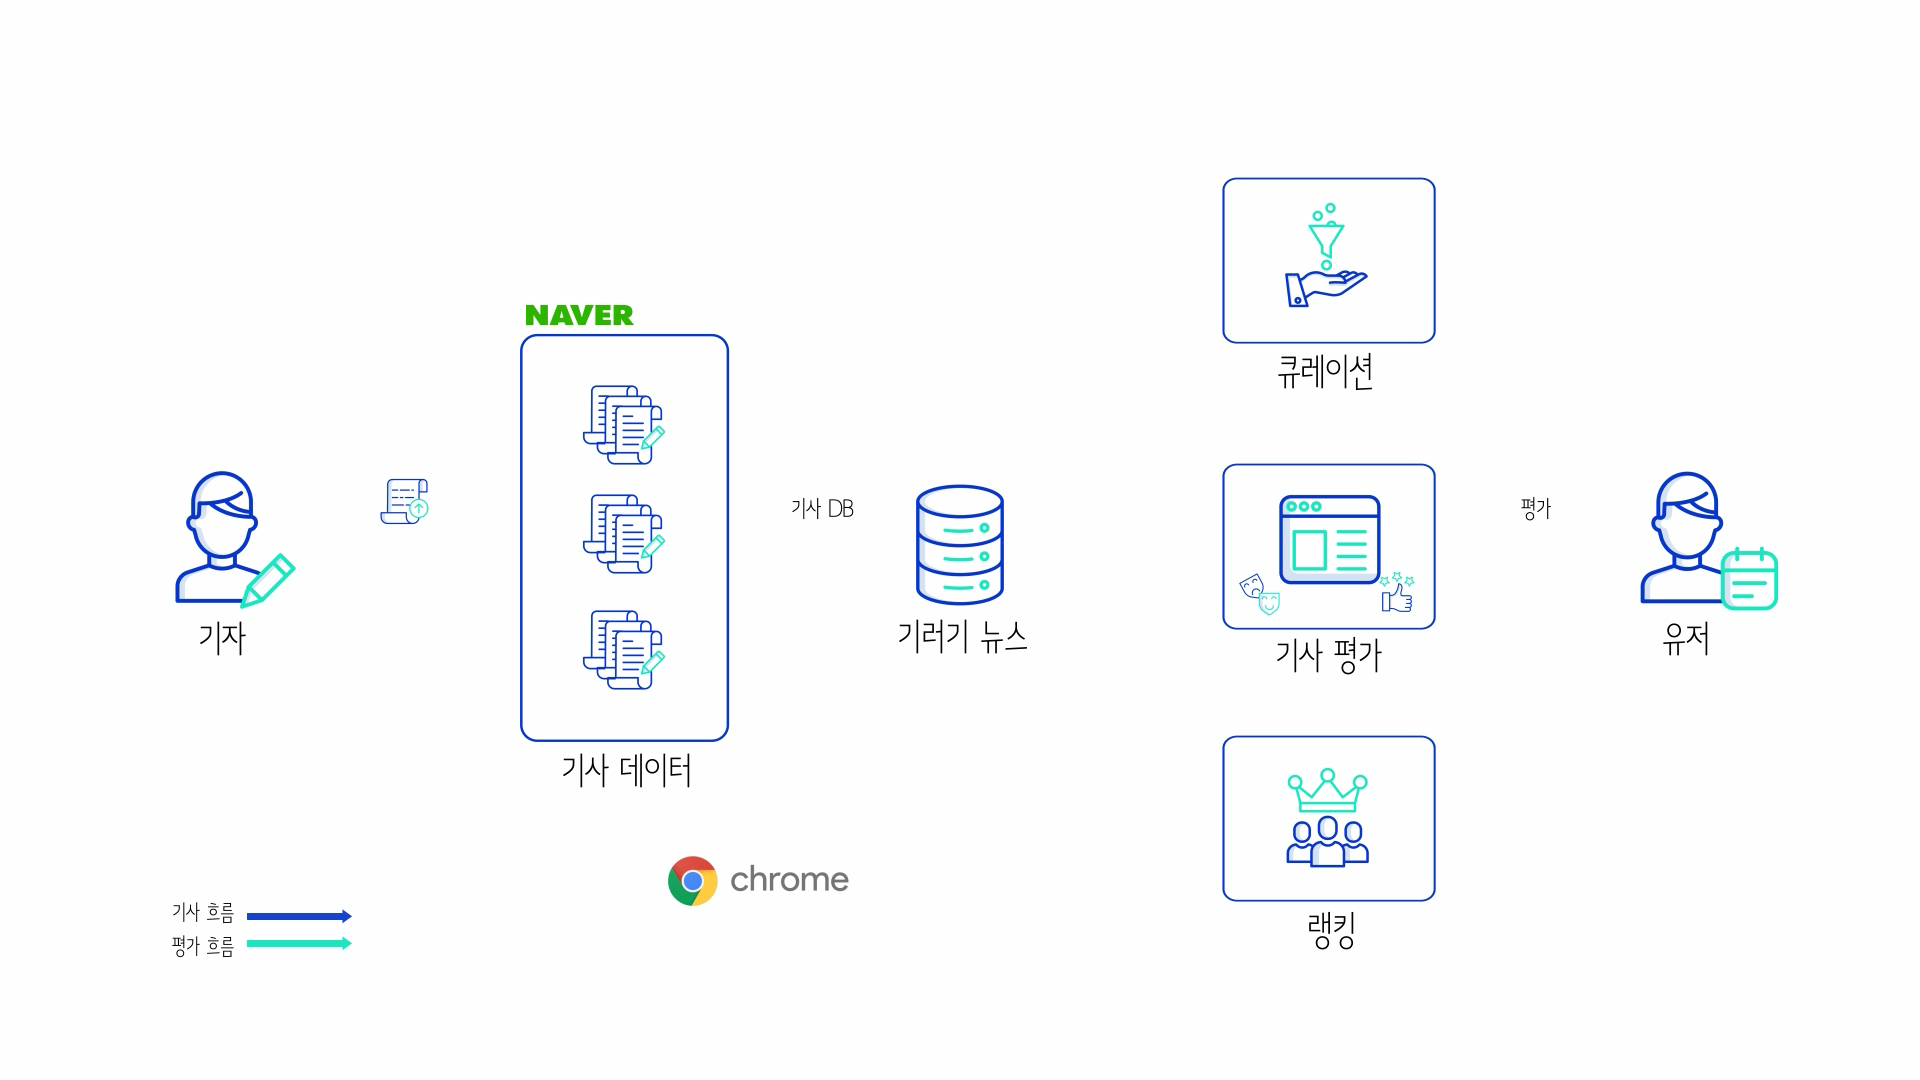 NAVER
큐레이션
기사 DB
평가
기자
기러기 뉴스
기사 평가
유저
기사 데이터
chrome
기사 흐름
평가 흐름
랭킹